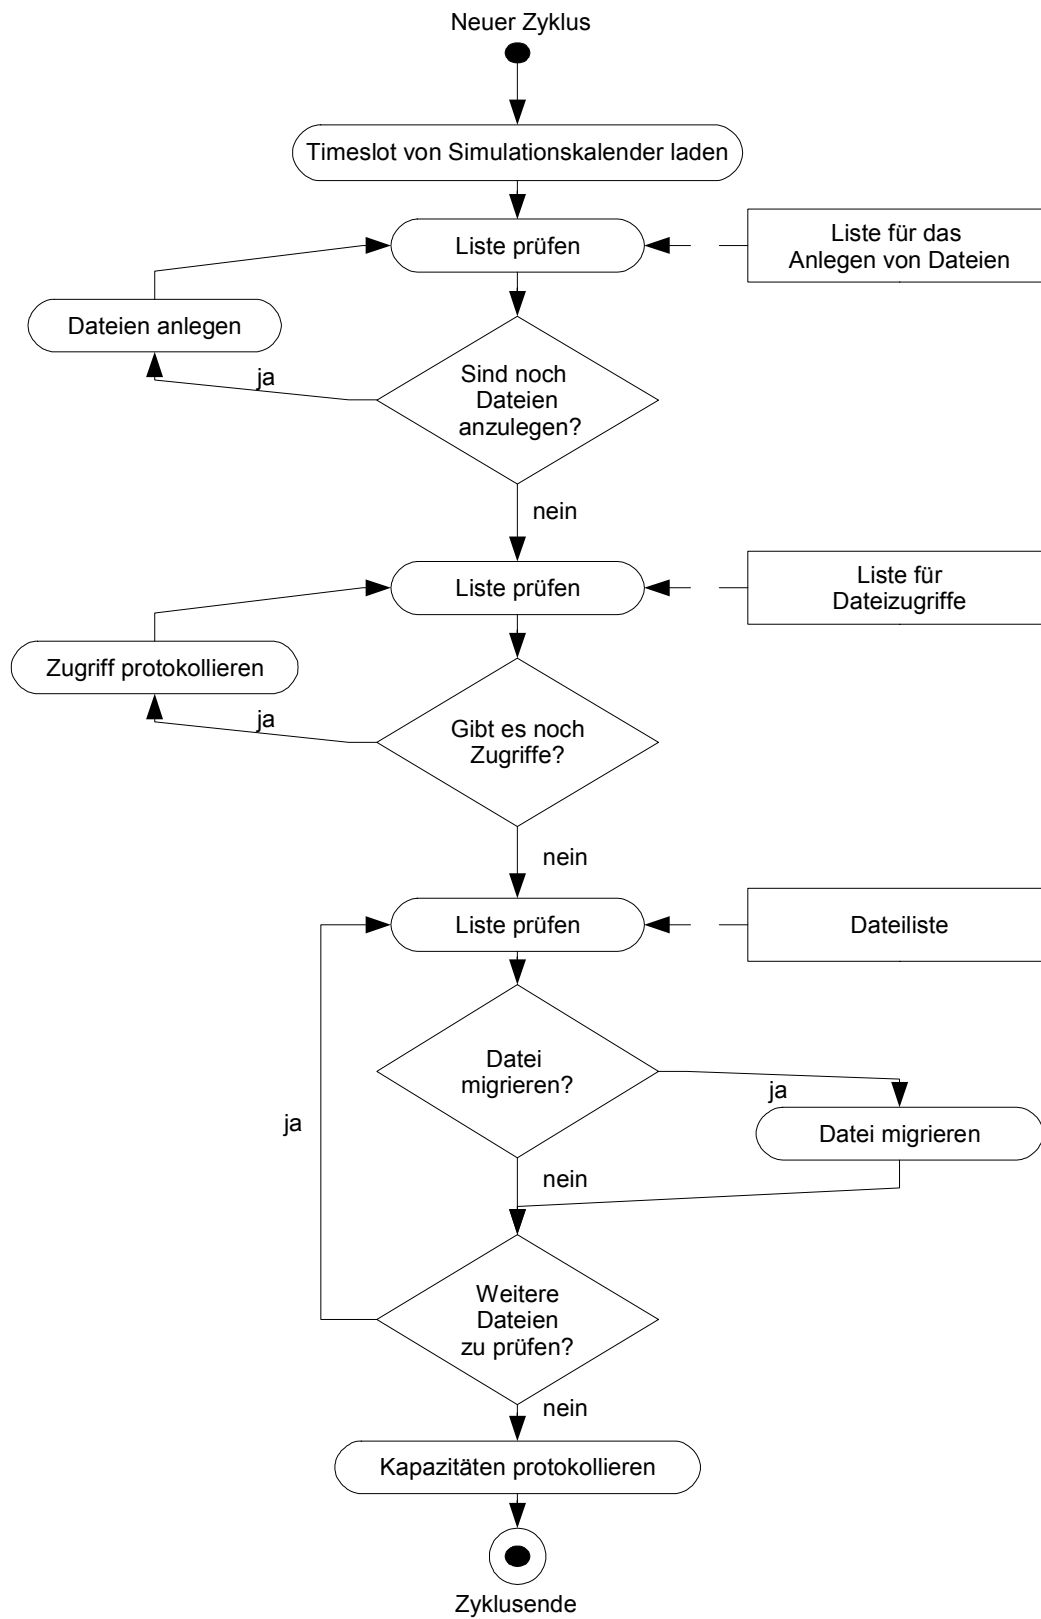 Neuer Zyklus
Timeslot von Simulationskalender laden
Liste prüfen
Liste für das
Anlegen von Dateien
Dateien anlegen
ja
Sind noch
Dateien
anzulegen?
nein
Liste prüfen
Liste für
Dateizugriffe
Zugriff protokollieren
ja
Gibt es noch
Zugriffe?
nein
Liste prüfen
Dateiliste
Datei
migrieren?
ja
Datei migrieren
ja
nein
Weitere
Dateien
zu prüfen?
nein
Kapazitäten protokollieren
Zyklusende